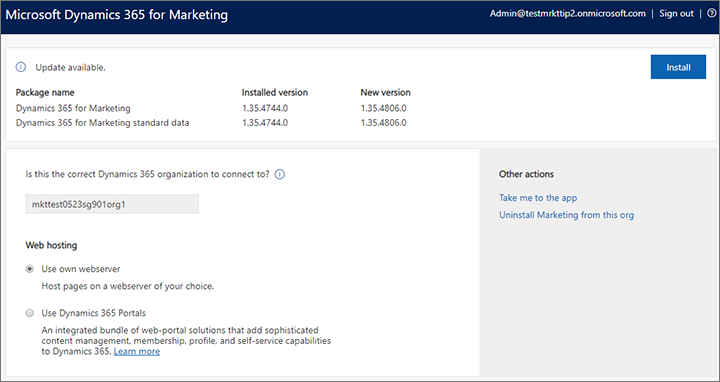 Microsoft Dynamics 365 for Marketing
Admin@testmrkttip2.onmicrosoft.com | Sign out | ?
Update available.
Install
Package name Installed version New version
Dynamics 365 for Marketing 1.35.4744.0 1.35.4806.0
Dynamics 365 for Marketing standard data 1.35.4744.0 1.35.4806.0
Is this the correct Dynamics 365 organization to connect to?
mkttest0523sg901org1
Web hosting
Use own webserver
Host pages on a webserver of your choice.
Use Dynamics 365 Portals
An integrated bundle of web-portal solutions that add sophisticated
content management, membership, profile, and self-service capabilities
to Dynamics 365. Learn more
Other actions
Take me to the app
Uninstall Marketing from this org